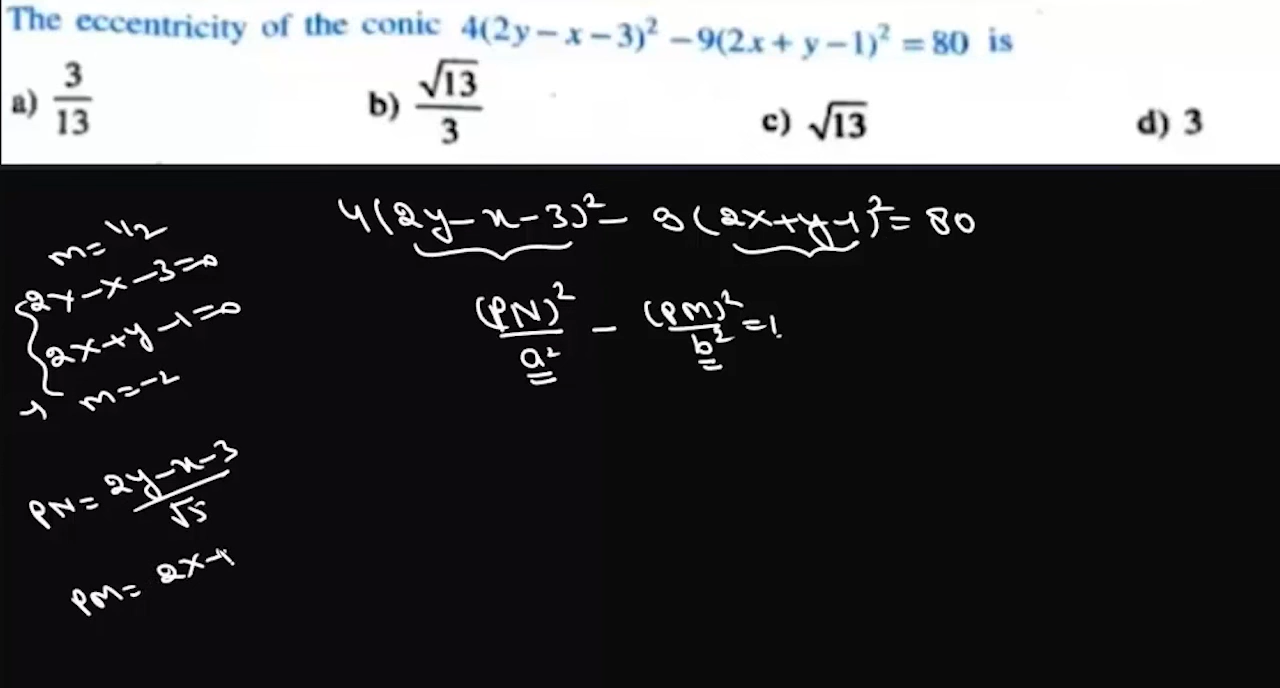 The eccentricity of the conic 4(2y – x – 3)² – 9(2x + y – 1)² = 80 is
a) 3/13 b) √13/3 c) √13 d) 3
4(2y–x–3)² – 9(2x+y-1)² = 80
m = 1/2
2y–x–3=0
2x+y–1=0
m=-2
(PN)²/a² – (PM)²/b² = 1
PN = 2y–x–3/√5
PM = 2x+